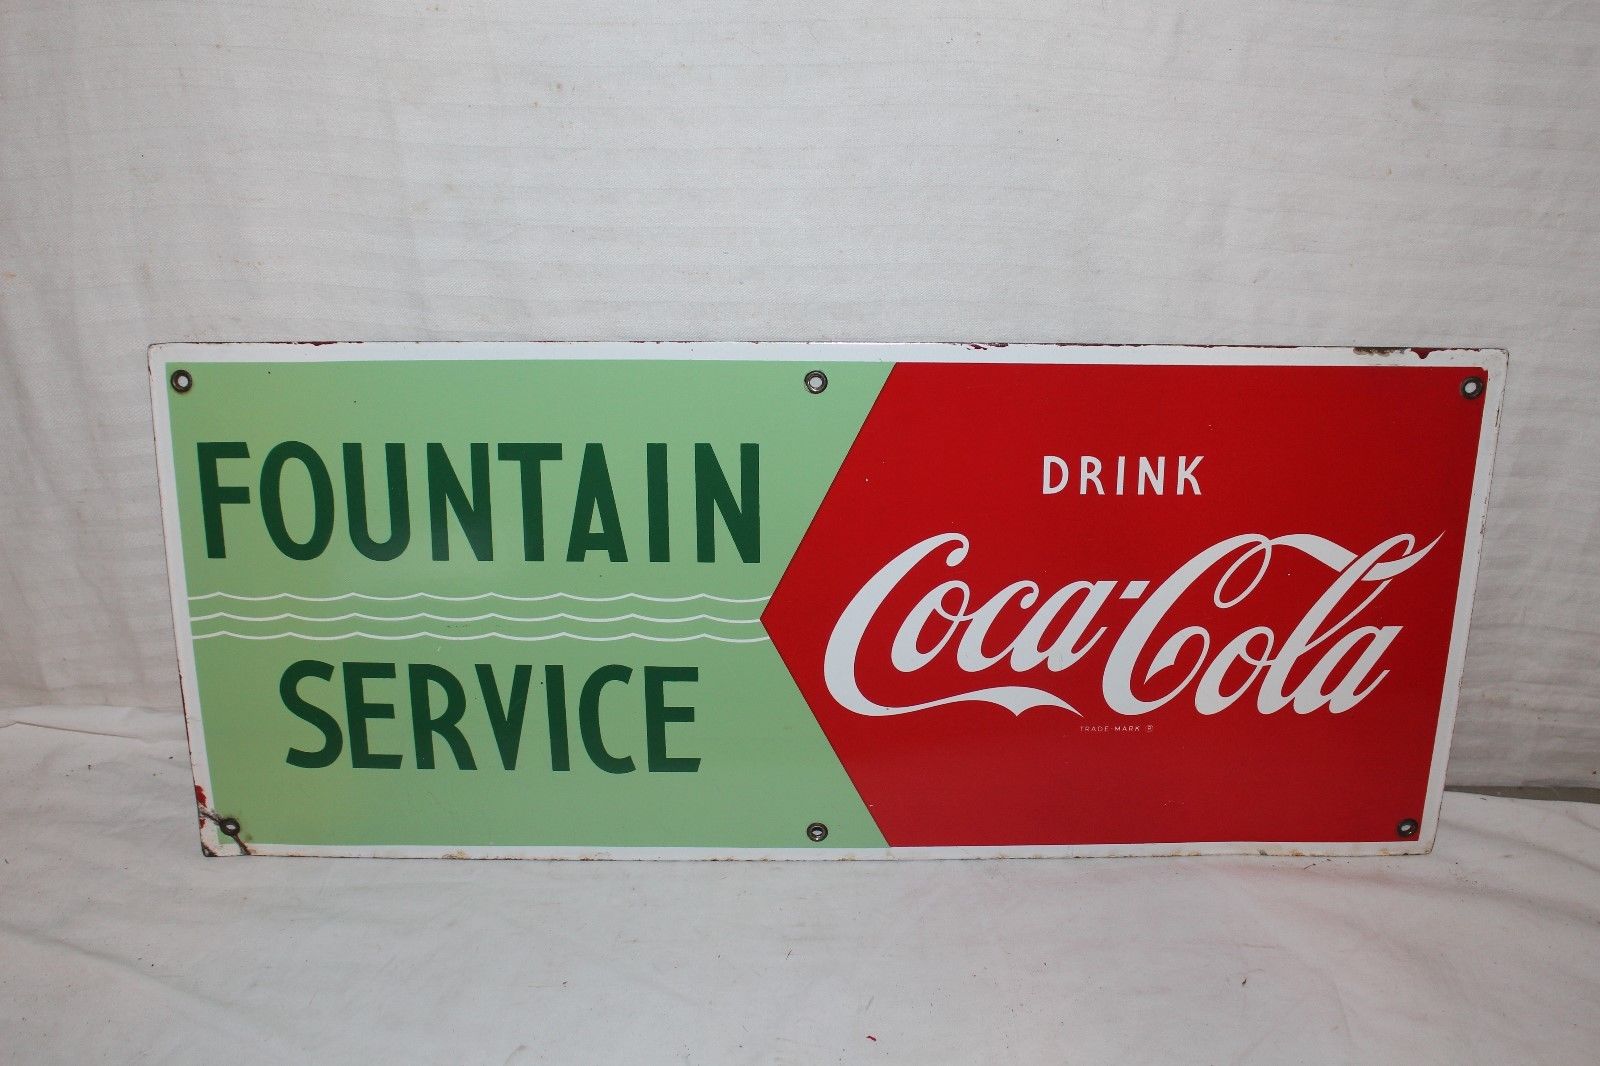 FOUNTAIN
SERVICE
DRINK
Coca-Cola
TRADE-MARK ®